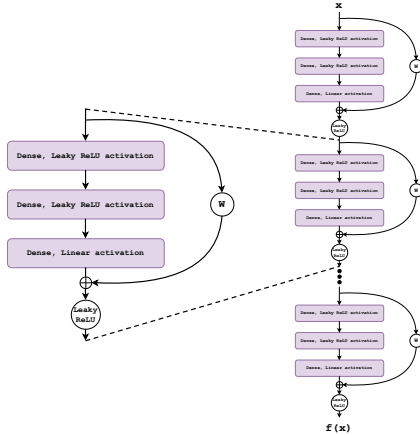 x
Dense, Leaky ReLU activation
Dense, Leaky ReLU activation
W
Dense, Linear activation
Leaky
ReLU
Dense, Leaky ReLU activation
Dense, Leaky ReLU activation
W
Dense, Linear activation
Leaky
ReLU
Dense, Leaky ReLU activation
Dense, Leaky ReLU activation
W
Dense, Linear activation
Leaky
ReLU
Dense, Leaky ReLU activation
Dense, Leaky ReLU activation
W
Dense, Linear activation
Leaky
ReLU
f(x)